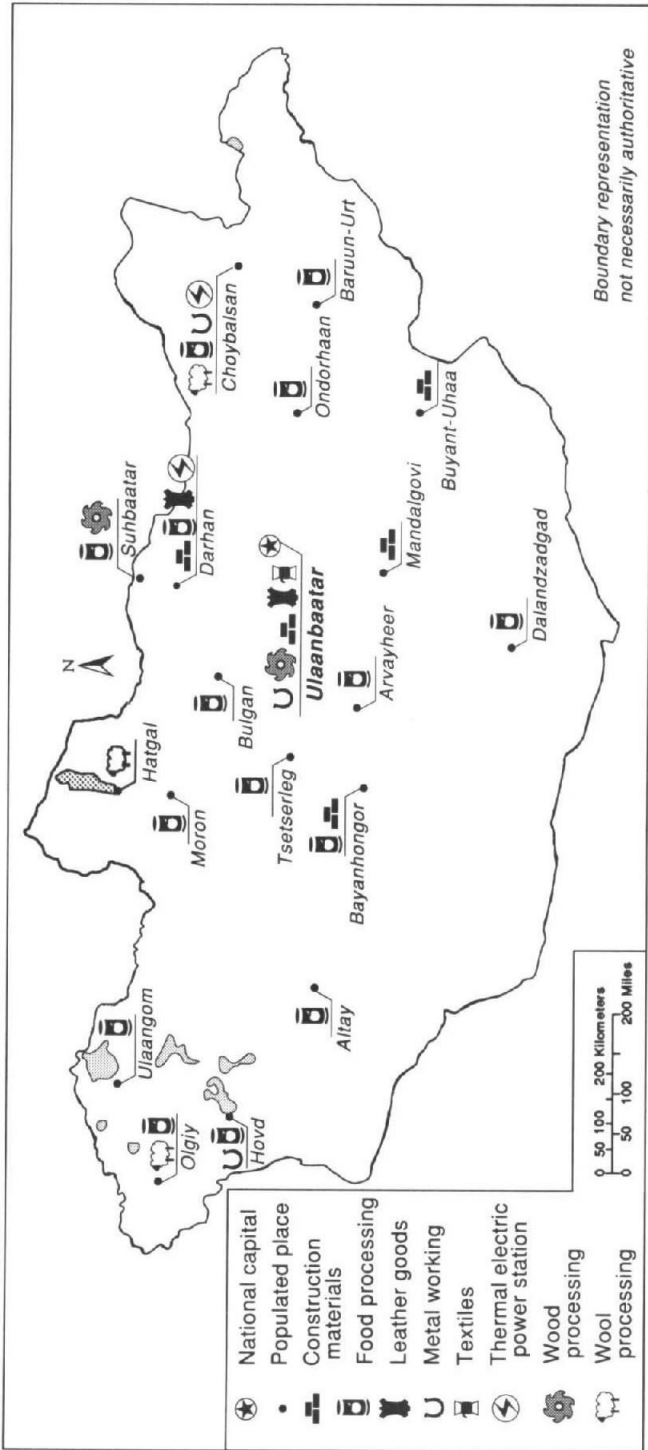 N
Suhbaatar
Hatgal
Darhan
Choybalsan
Ulaangom
Moron
Olgiy
Bulgan
Hovd
Ulaanbaatar
Tsetserleg
Ondorhaan
Baruun-Urt
Altay
Bayanhongor
Arvayheer
Mandalgovi
Buyant-Uhaa
Dalandzadgad
National capital
Populated place
Construction
materials
Food processing
Leather goods
Metal working
Textiles
Thermal electric
power station
Wood
processing
Wool
processing
0 50 100 200 Kilometers
0 50 100 200 Miles
Boundary representation
not necessarily authoritative